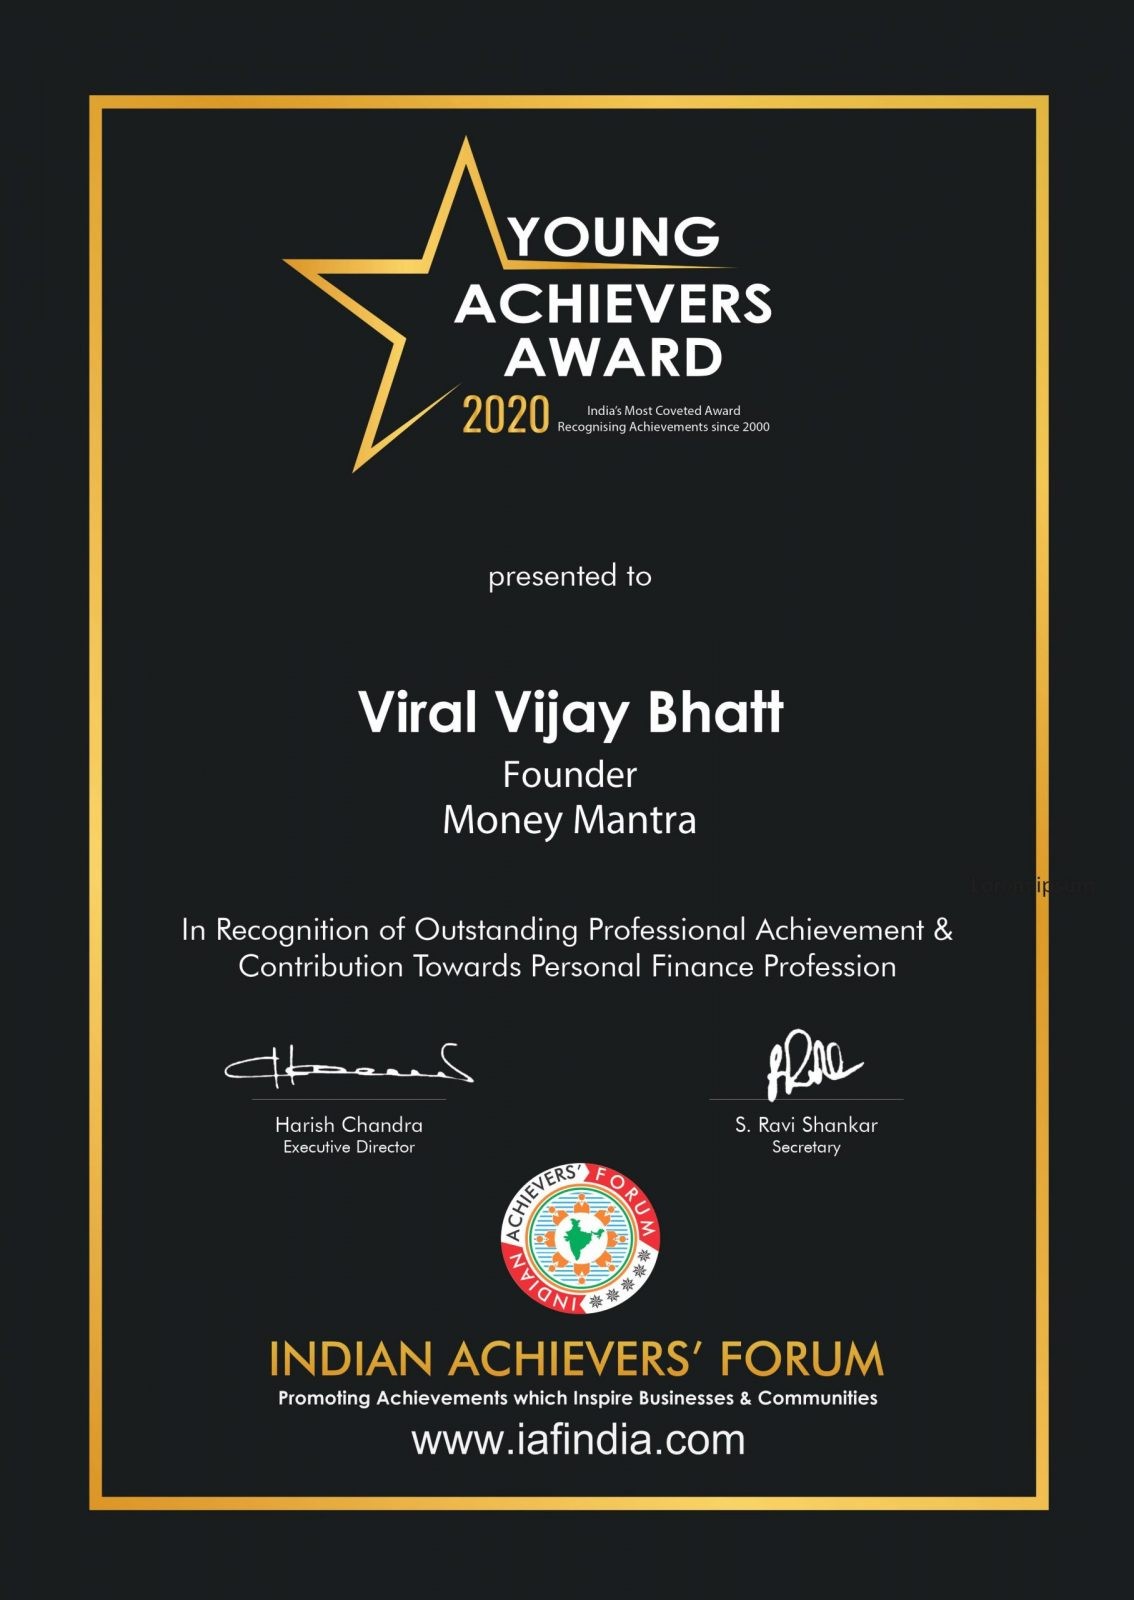 YOUNG
ACHIEVERS
AWARD
2020
India's Most Coveted Award
Recognising Achievements since 2000
presented to
Viral Vijay Bhatt
Founder
Money Mantra
Lorem ipsum
In Recognition of Outstanding Professional Achievement &
Contribution Towards Personal Finance Profession
Harish Chandra
Executive Director
S. Ravi Shankar
Secretary
INDIAN ACHIEVERS' FORUM
INDIAN ACHIEVERS' FORUM
Promoting Achievements which Inspire Businesses & Communities
www.iafindia.com